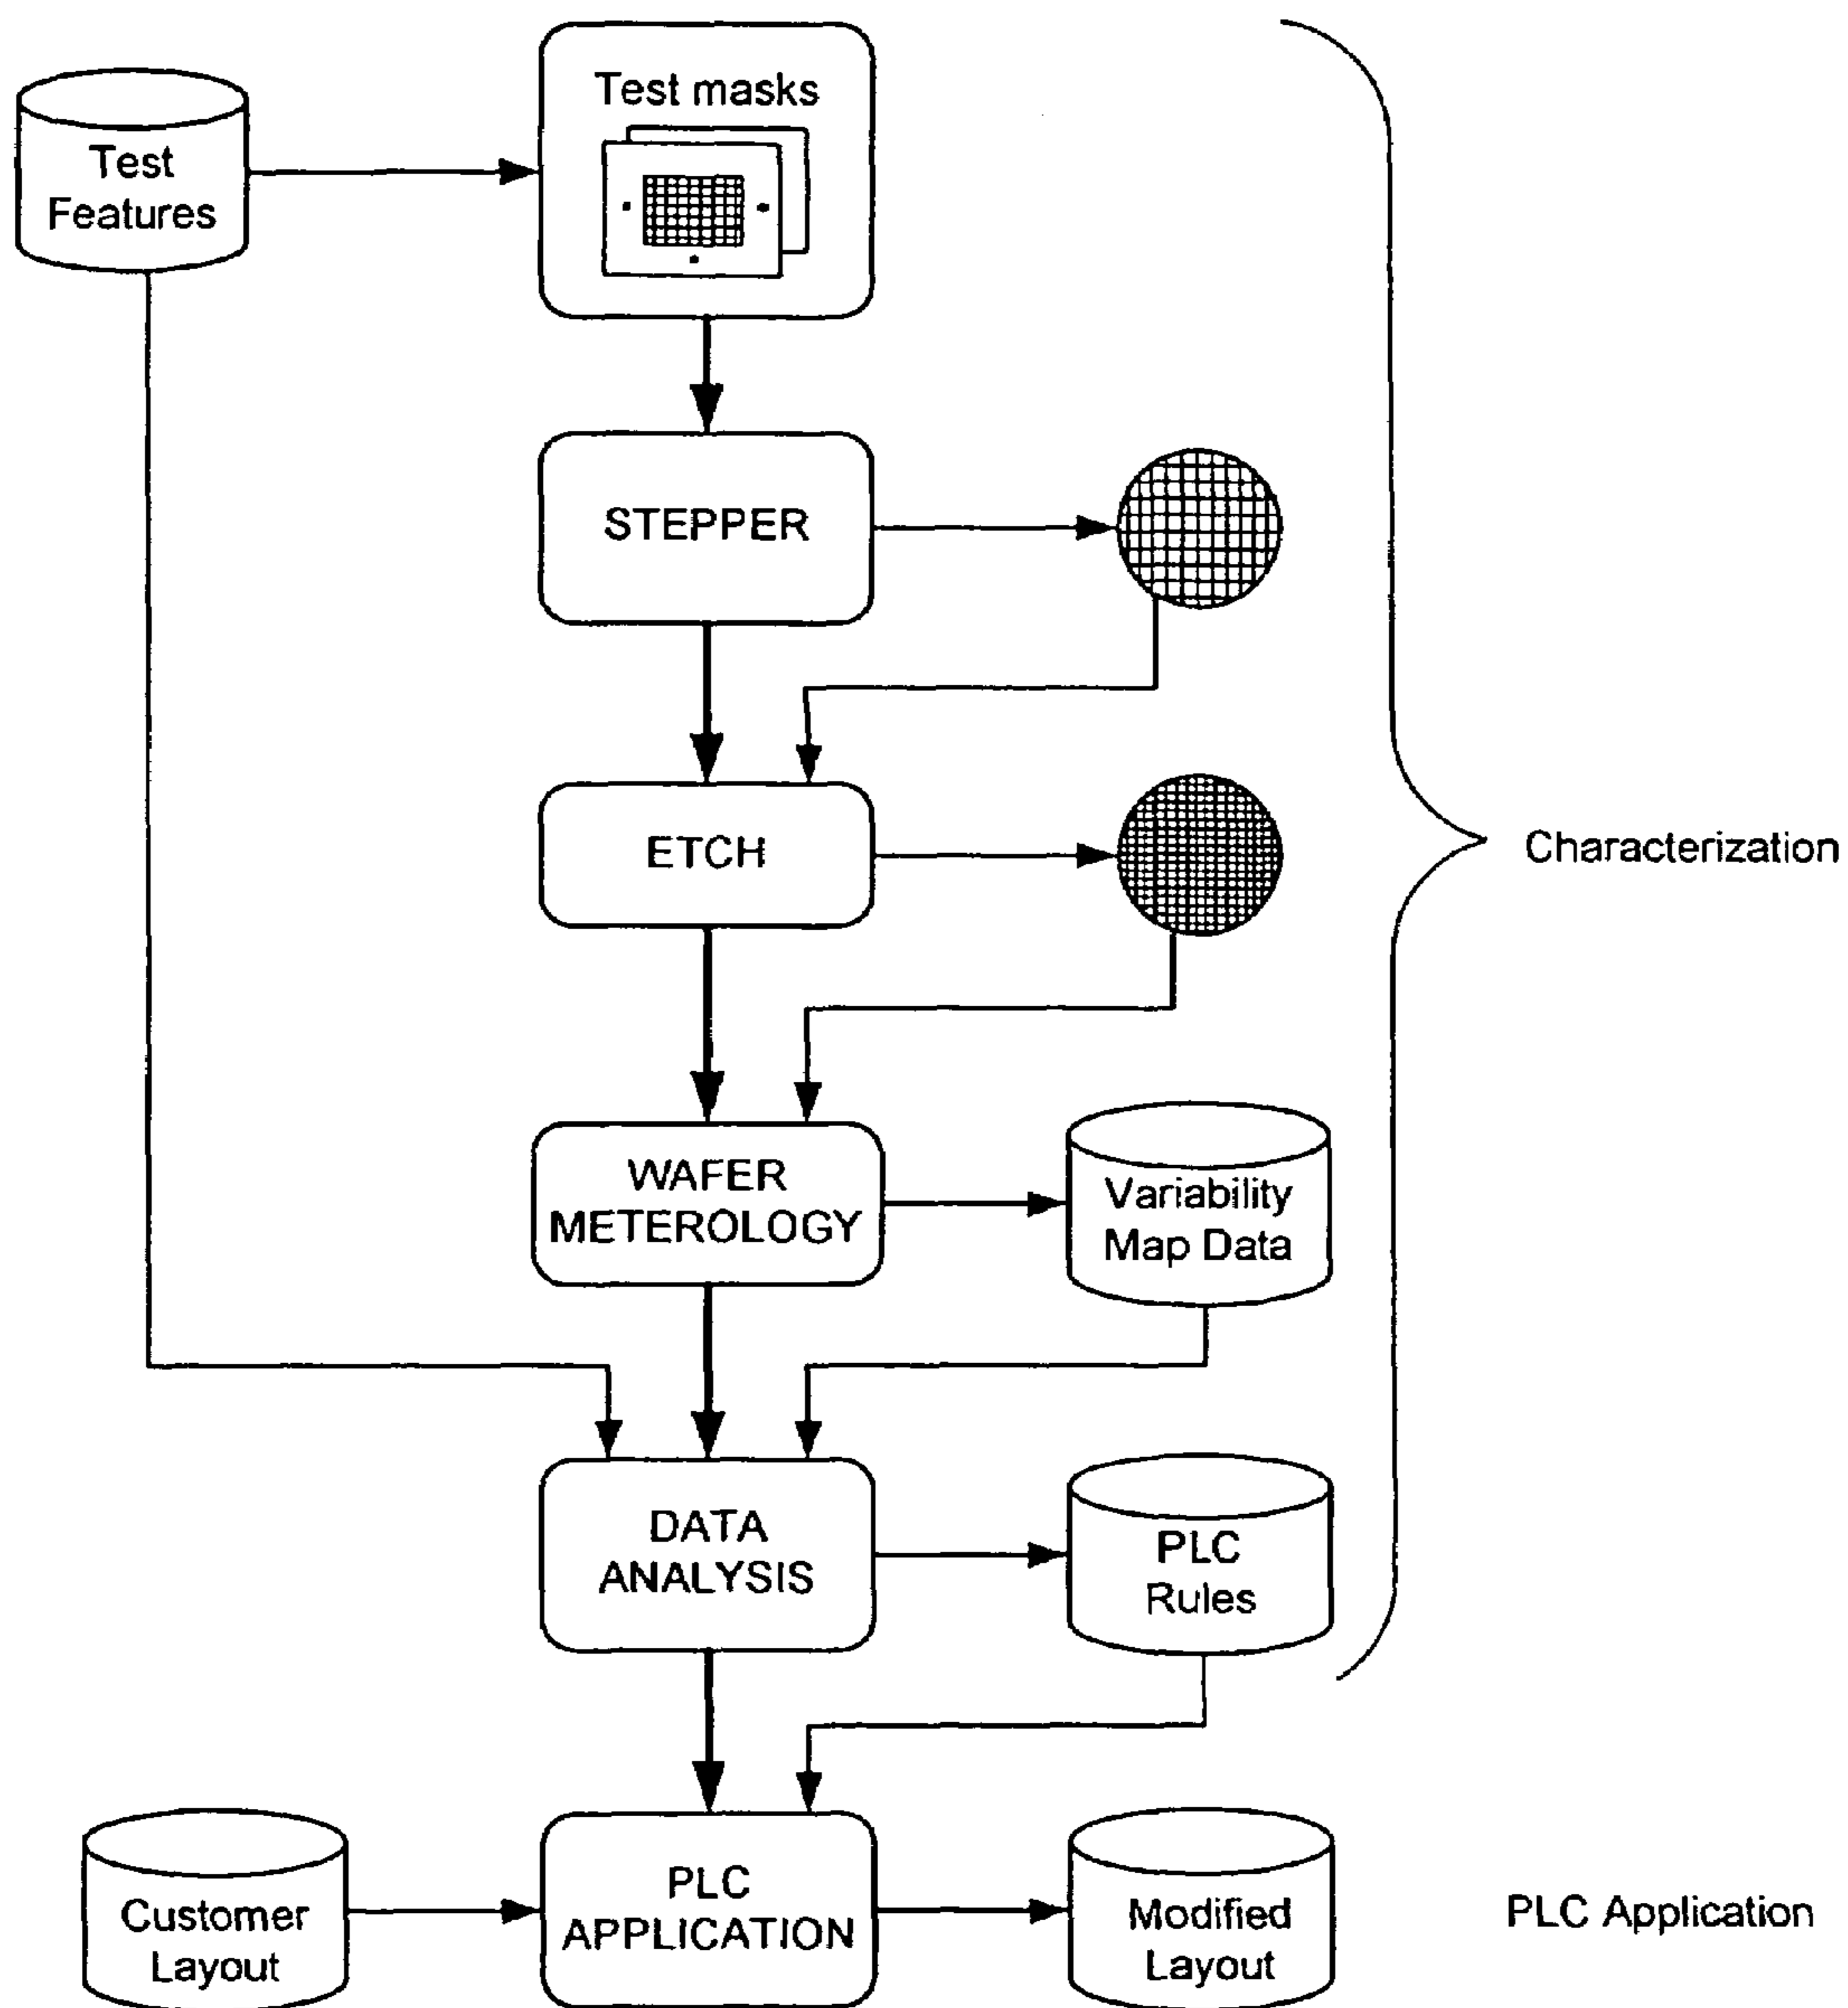 Test masks
Test
Features
STEPPER
ETCH
Characterization
WAFER
METEROLOGY
Variability
Map Data
DATA
ANALYSIS
PLC
Rules
PLC
APPLICATION
Customer
Layout
Modified
Layout
PLC Application